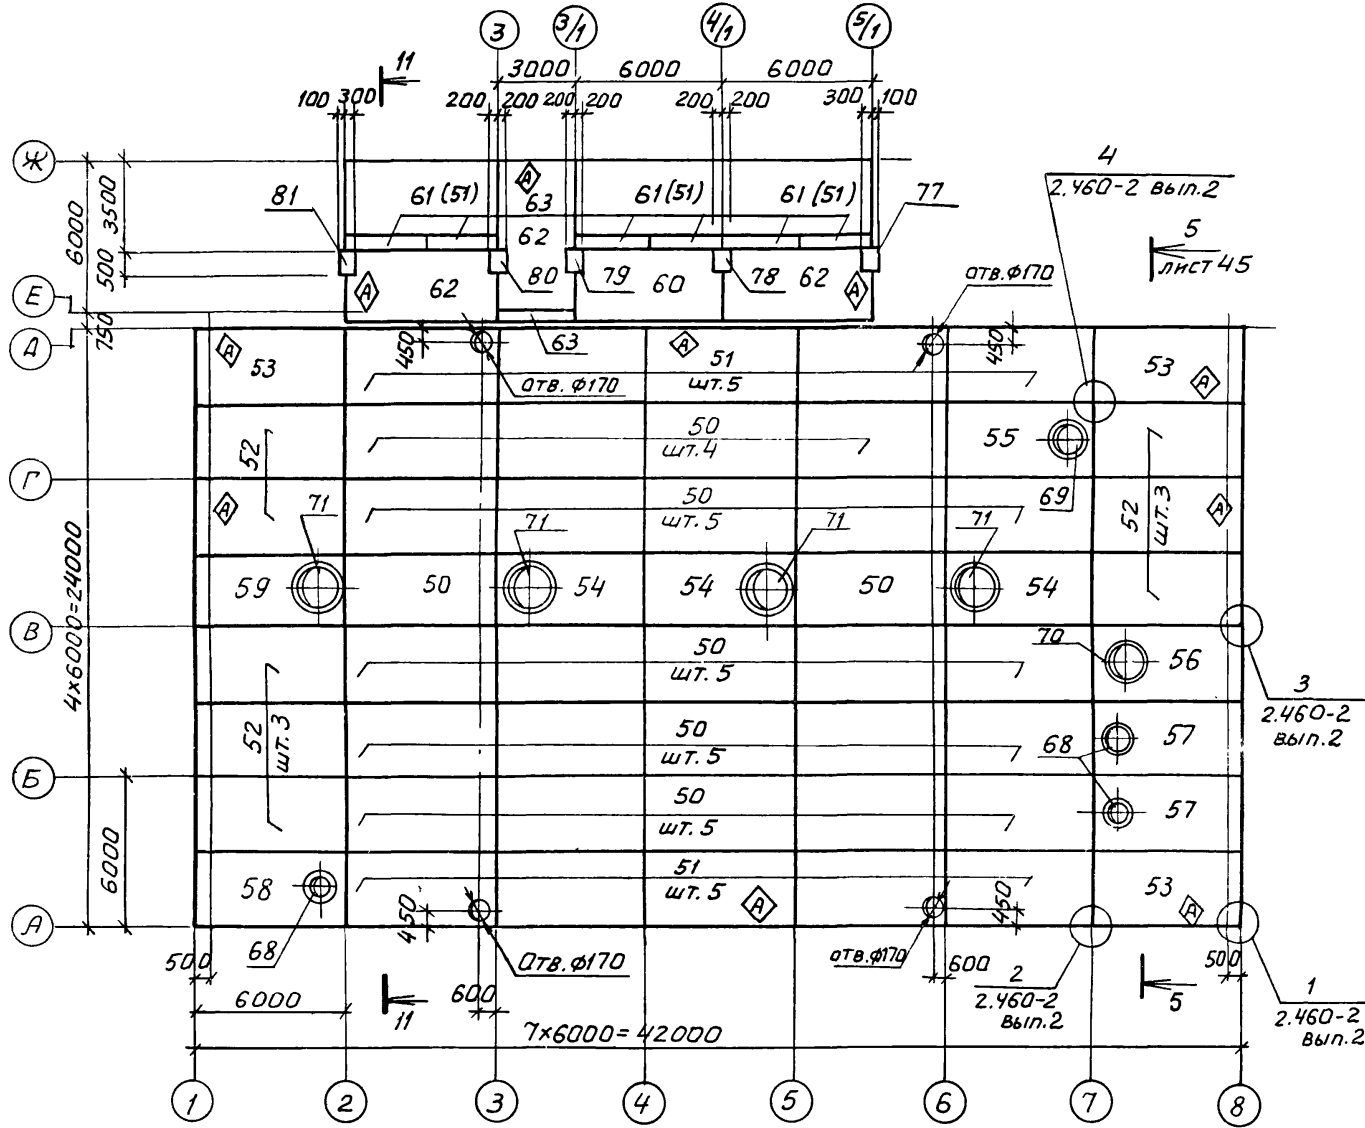 3 3/1 4/1 5/1
11
3000 6000 6000
100 300 200 200 200 200 200 200 300 100
Ж
4
2.460-2 вып.2
81 61(51) А 63 61(51) 61(51) 77
6000 3500 500
62
5
лист 45
Е
А 62 80 79 60 78 62 А
отв. ф170
Д
750
450 63 450
А 53 А 51 53 А
шт.5
отв. ф170
50
шт.4
55
52
Г
69
50
шт.5
А 71 71 71 71 А
52
шт.3
4х6000=24000
59 50 54 54 50 54
В
50
шт.5
70 56
3
2.460-2
вып.2
52
шт.3
50
шт.5
68 57
Б
50
шт.5
57
6000
51
шт.5
58 450 А 450 53 А
А
68
500
отв. ф170
отв. ф170
600
500
6000
11
600
2
2.460-2
вып.2
5
1
2.460-2
вып.2
7х6000=42000
1 2 3 4 5 6 7 8